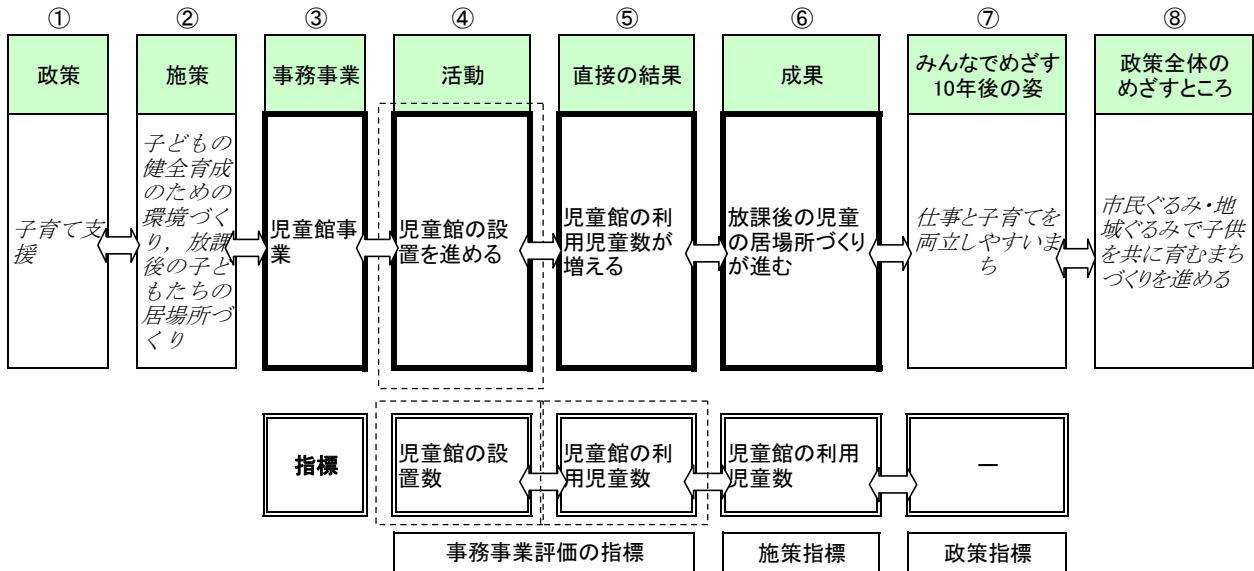 ① ② ③ ④ ⑤ ⑥ ⑦ ⑧
政策
施策
事務事業
活動
直接の結果
成果
みんなでめざす
10年後の姿
政策全体の
めざすところ
子育て支
援
子どもの
健全育成
のための
環境づく
り，放課
後の子ど
もたちの
居場所づ
くり
児童館事
業
児童館の設
置を進める
児童館の利
用児童数が
増える
放課後の児童
の居場所づくり
が進む
仕事と子育てを
両立しやすいま
ち
市民ぐるみ・地
域ぐるみで子供
を共に育むまち
づくりを進める
指標
児童館の設
置数
児童館の利
用児童数
児童館の利用
児童数
－
事務事業評価の指標
施策指標
政策指標